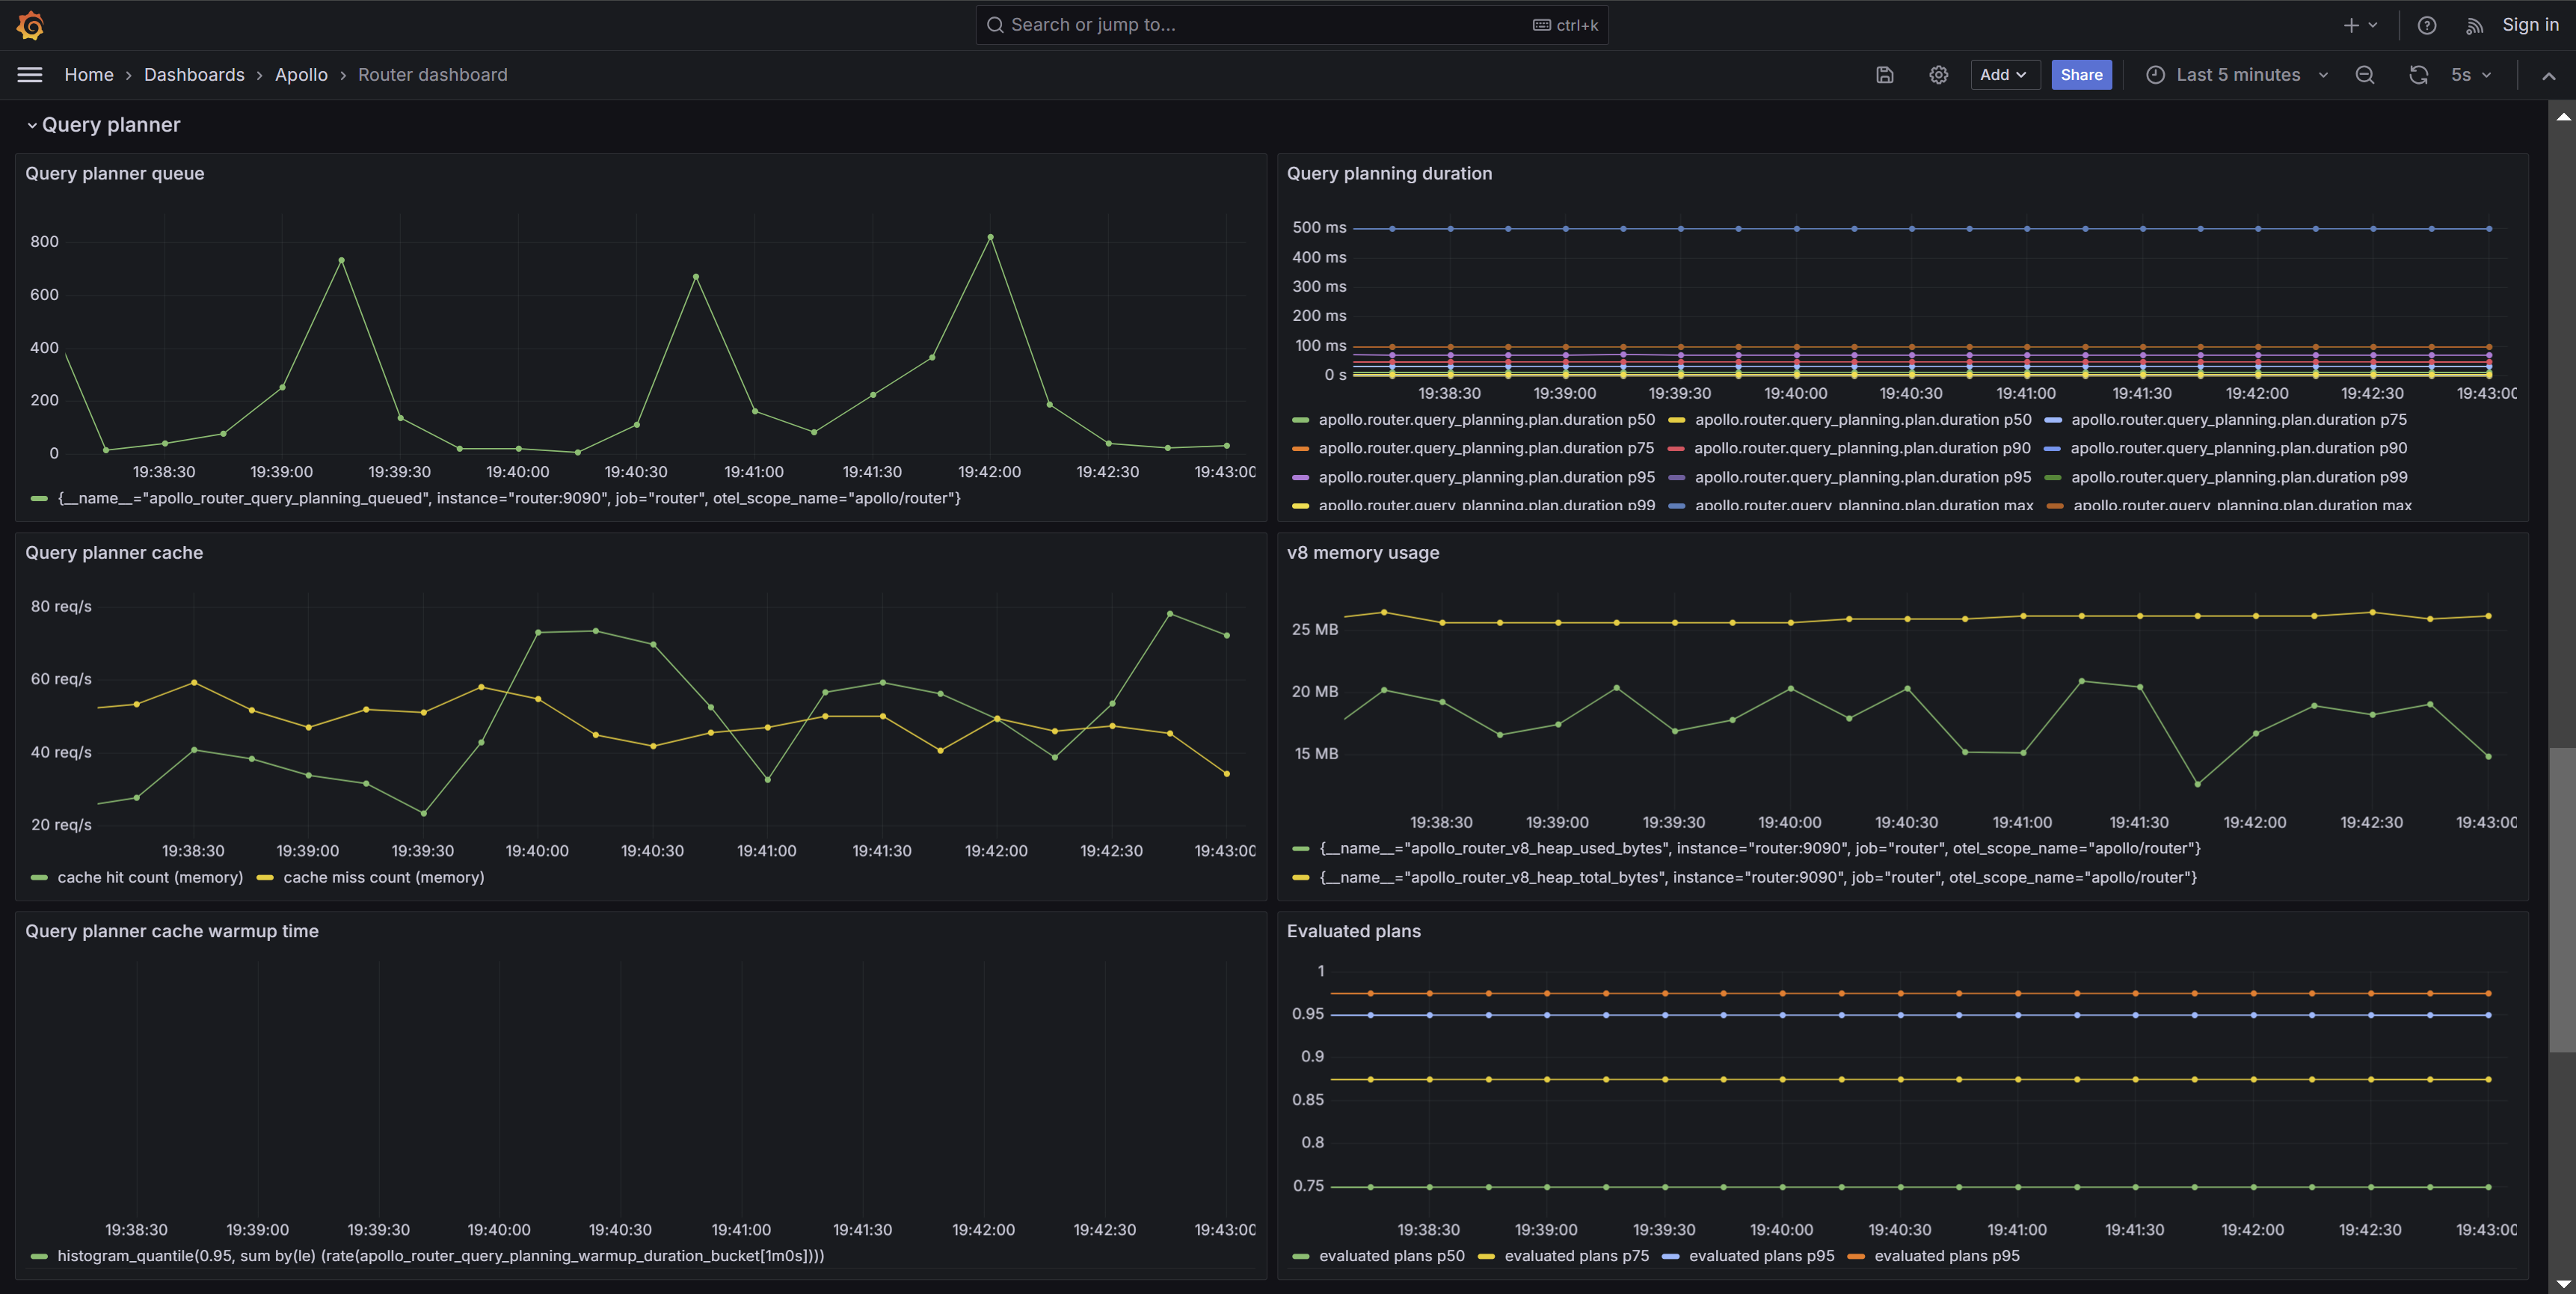 Search or jump to...
ctrl+k
Sign in
Home › Dashboards › Apollo › Router dashboard
Add
Share
Last 5 minutes
5s
Query planner
Query planner queue
800
600
400
200
0
19:38:30 19:39:00 19:39:30 19:40:00 19:40:30 19:41:00 19:41:30 19:42:00 19:42:30 19:43:00
{__name__="apollo_router_query_planning_queued", instance="router:9090", job="router", otel_scope_name="apollo/router"}
Query planning duration
500 ms
400 ms
300 ms
200 ms
100 ms
0 s
19:38:30 19:39:00 19:39:30 19:40:00 19:40:30 19:41:00 19:41:30 19:42:00 19:42:30 19:43:00
apollo.router.query_planning.plan.duration p50 apollo.router.query_planning.plan.duration p50 apollo.router.query_planning.plan.duration p75
apollo.router.query_planning.plan.duration p75 apollo.router.query_planning.plan.duration p90 apollo.router.query_planning.plan.duration p90
apollo.router.query_planning.plan.duration p95 apollo.router.query_planning.plan.duration p95 apollo.router.query_planning.plan.duration p99
apollo.router.query_planning.plan.duration p99 apollo.router.query_planning.plan.duration max apollo.router.query_planning.plan.duration max
Query planner cache
80 req/s
60 req/s
40 req/s
20 req/s
19:38:30 19:39:00 19:39:30 19:40:00 19:40:30 19:41:00 19:41:30 19:42:00 19:42:30 19:43:00
cache hit count (memory) cache miss count (memory)
v8 memory usage
25 MB
20 MB
15 MB
19:38:30 19:39:00 19:39:30 19:40:00 19:40:30 19:41:00 19:41:30 19:42:00 19:42:30 19:43:00
{__name__="apollo_router_v8_heap_used_bytes", instance="router:9090", job="router", otel_scope_name="apollo/router"}
{__name__="apollo_router_v8_heap_total_bytes", instance="router:9090", job="router", otel_scope_name="apollo/router"}
Query planner cache warmup time
19:38:30 19:39:00 19:39:30 19:40:00 19:40:30 19:41:00 19:41:30 19:42:00 19:42:30 19:43:00
histogram_quantile(0.95, sum by(le) (rate(apollo_router_query_planning_warmup_duration_bucket[1m0s])))
Evaluated plans
1
0.95
0.9
0.85
0.8
0.75
19:38:30 19:39:00 19:39:30 19:40:00 19:40:30 19:41:00 19:41:30 19:42:00 19:42:30 19:43:00
evaluated plans p50 evaluated plans p75 evaluated plans p95 evaluated plans p95